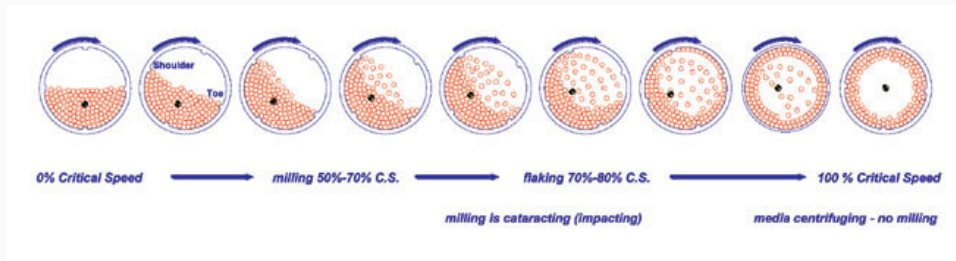 Shoulder
Toe
0% Critical Speed
milling 50%-70% C.S.
flaking 70%-80% C.S.
100 % Critical Speed
milling is cataracting (impacting)
media centrifuging - no milling